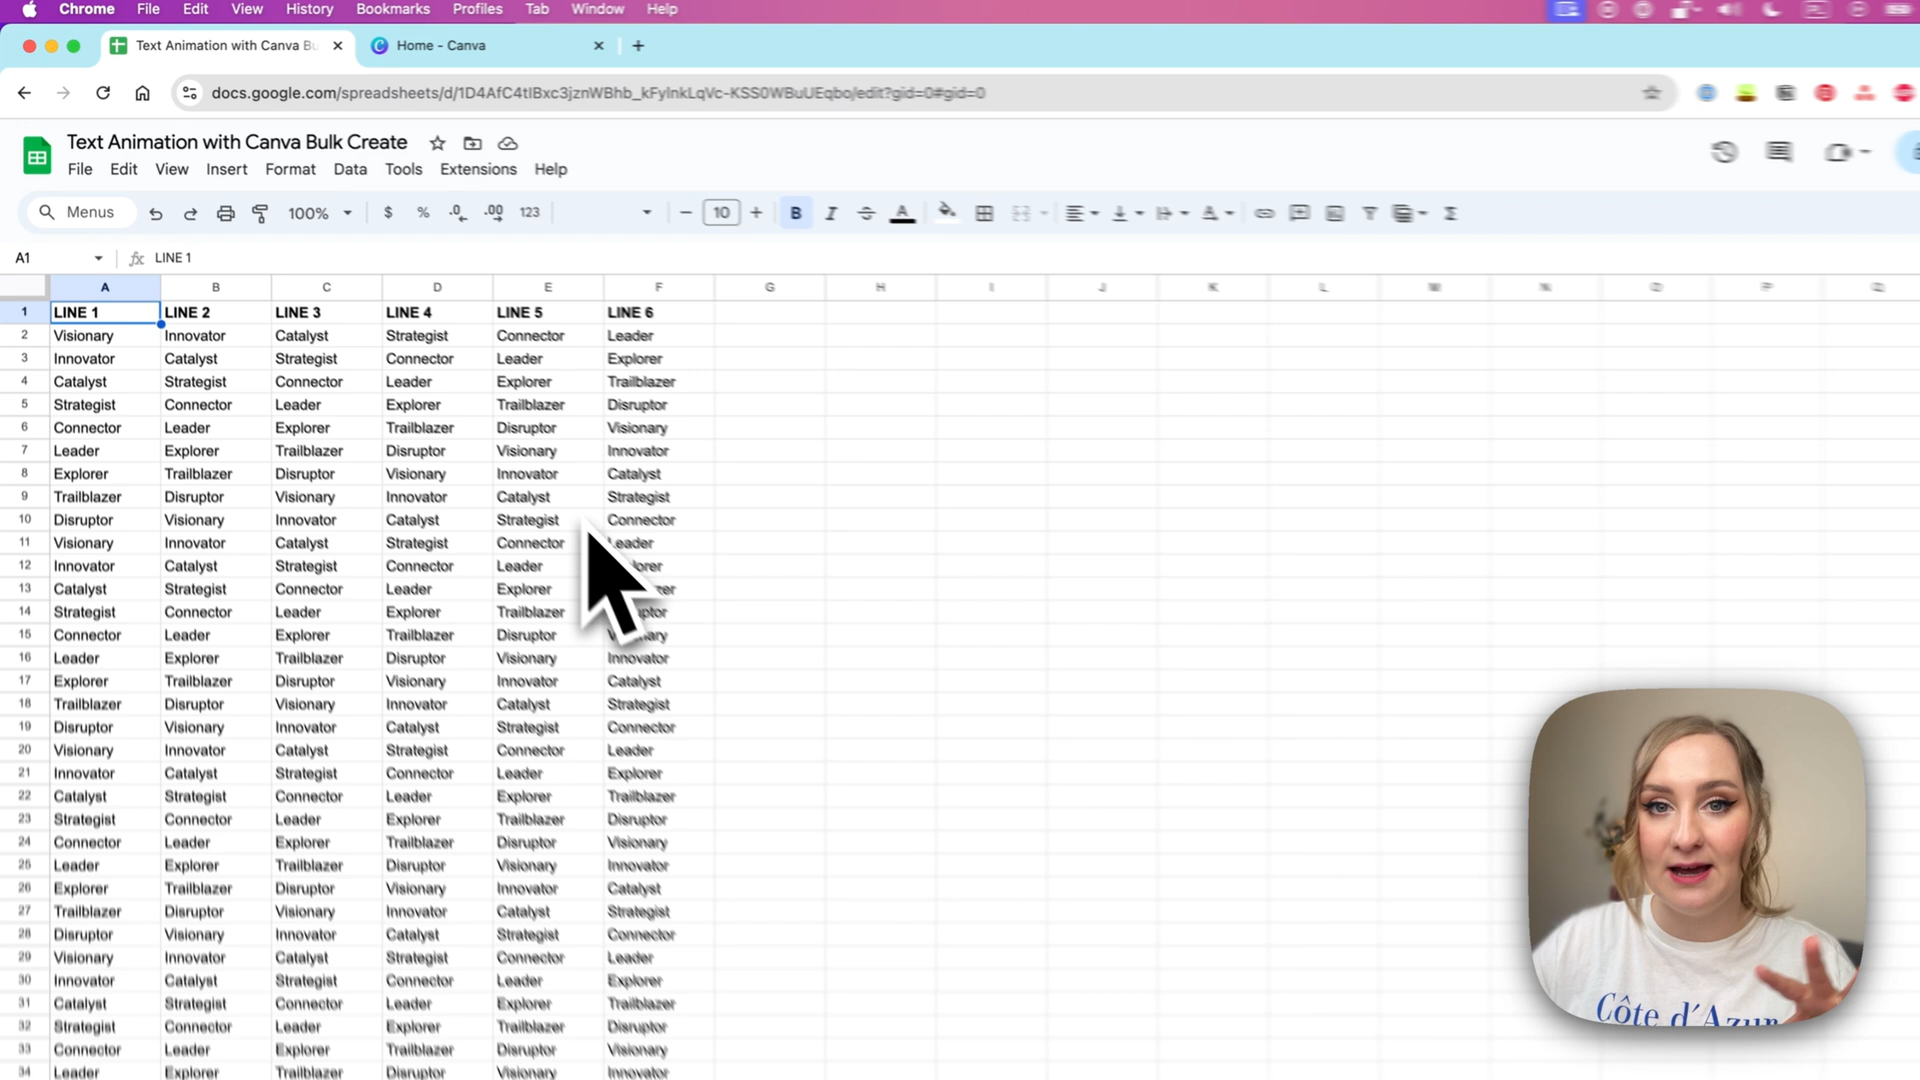 Chrome File Edit View History Bookmarks Profiles Tab Window Help
Text Animation with Canva Bu Home - Canva
docs.google.com/spreadsheets/d/1D4AfC4tIBxc3jznWBhb_kFyInkLqVc-KSS0WBuUEqbo/edit?gid=0#gid=0
Text Animation with Canva Bulk Create
File Edit View Insert Format Data Tools Extensions Help
Menus 100% $ % .0 .00 123 10 B I A
A1 fx LINE 1
A B C D E F G H I J K L M N O P Q
1 LINE 1 LINE 2 LINE 3 LINE 4 LINE 5 LINE 6
2 Visionary Innovator Catalyst Strategist Connector Leader
3 Innovator Catalyst Strategist Connector Leader Explorer
4 Catalyst Strategist Connector Leader Explorer Trailblazer
5 Strategist Connector Leader Explorer Trailblazer Disruptor
6 Connector Leader Explorer Trailblazer Disruptor Visionary
7 Leader Explorer Trailblazer Disruptor Visionary Innovator
8 Explorer Trailblazer Disruptor Visionary Innovator Catalyst
9 Trailblazer Disruptor Visionary Innovator Catalyst Strategist
10 Disruptor Visionary Innovator Catalyst Strategist Connector
11 Visionary Innovator Catalyst Strategist Connector Leader
12 Innovator Catalyst Strategist Connector Leader
13 Catalyst Strategist Connector Leader Explorer
14 Strategist Connector Leader Explorer Trailblazer
15 Connector Leader Explorer Trailblazer Disruptor
16 Leader Explorer Trailblazer Disruptor Visionary Innovator
17 Explorer Trailblazer Disruptor Visionary Innovator Catalyst
18 Trailblazer Disruptor Visionary Innovator Catalyst Strategist
19 Disruptor Visionary Innovator Catalyst Strategist Connector
20 Visionary Innovator Catalyst Strategist Connector Leader
21 Innovator Catalyst Strategist Connector Leader Explorer
22 Catalyst Strategist Connector Leader Explorer Trailblazer
23 Strategist Connector Leader Explorer Trailblazer Disruptor
24 Connector Leader Explorer Trailblazer Disruptor Visionary
25 Leader Explorer Trailblazer Disruptor Visionary Innovator
26 Explorer Trailblazer Disruptor Visionary Innovator Catalyst
27 Trailblazer Disruptor Visionary Innovator Catalyst Strategist
28 Disruptor Visionary Innovator Catalyst Strategist Connector
29 Visionary Innovator Catalyst Strategist Connector Leader
30 Innovator Catalyst Strategist Connector Leader Explorer
31 Catalyst Strategist Connector Leader Explorer Trailblazer
32 Strategist Connector Leader Explorer Trailblazer Disruptor
33 Connector Leader Explorer Trailblazer Disruptor Visionary
34 Leader Explorer Trailblazer Disruptor Visionary Innovator
Côte d'Azur